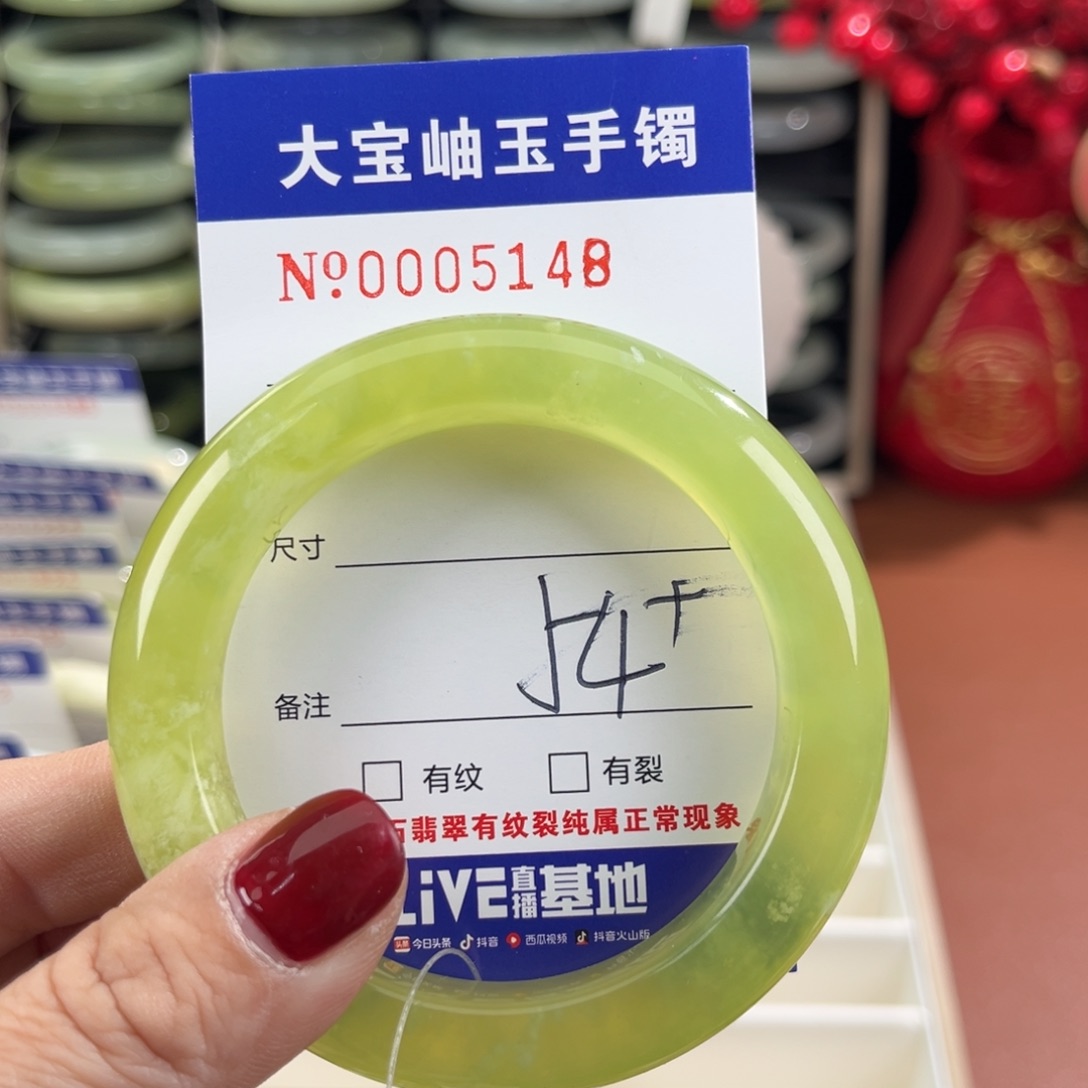 大宝岫玉手镯
Nº0005148
尺寸
54+
备注
有纹 有裂
石翡翠有纹裂纯属正常现象
LiVE直播基地
头条 今日头条 抖音 西瓜视频 抖音火山版